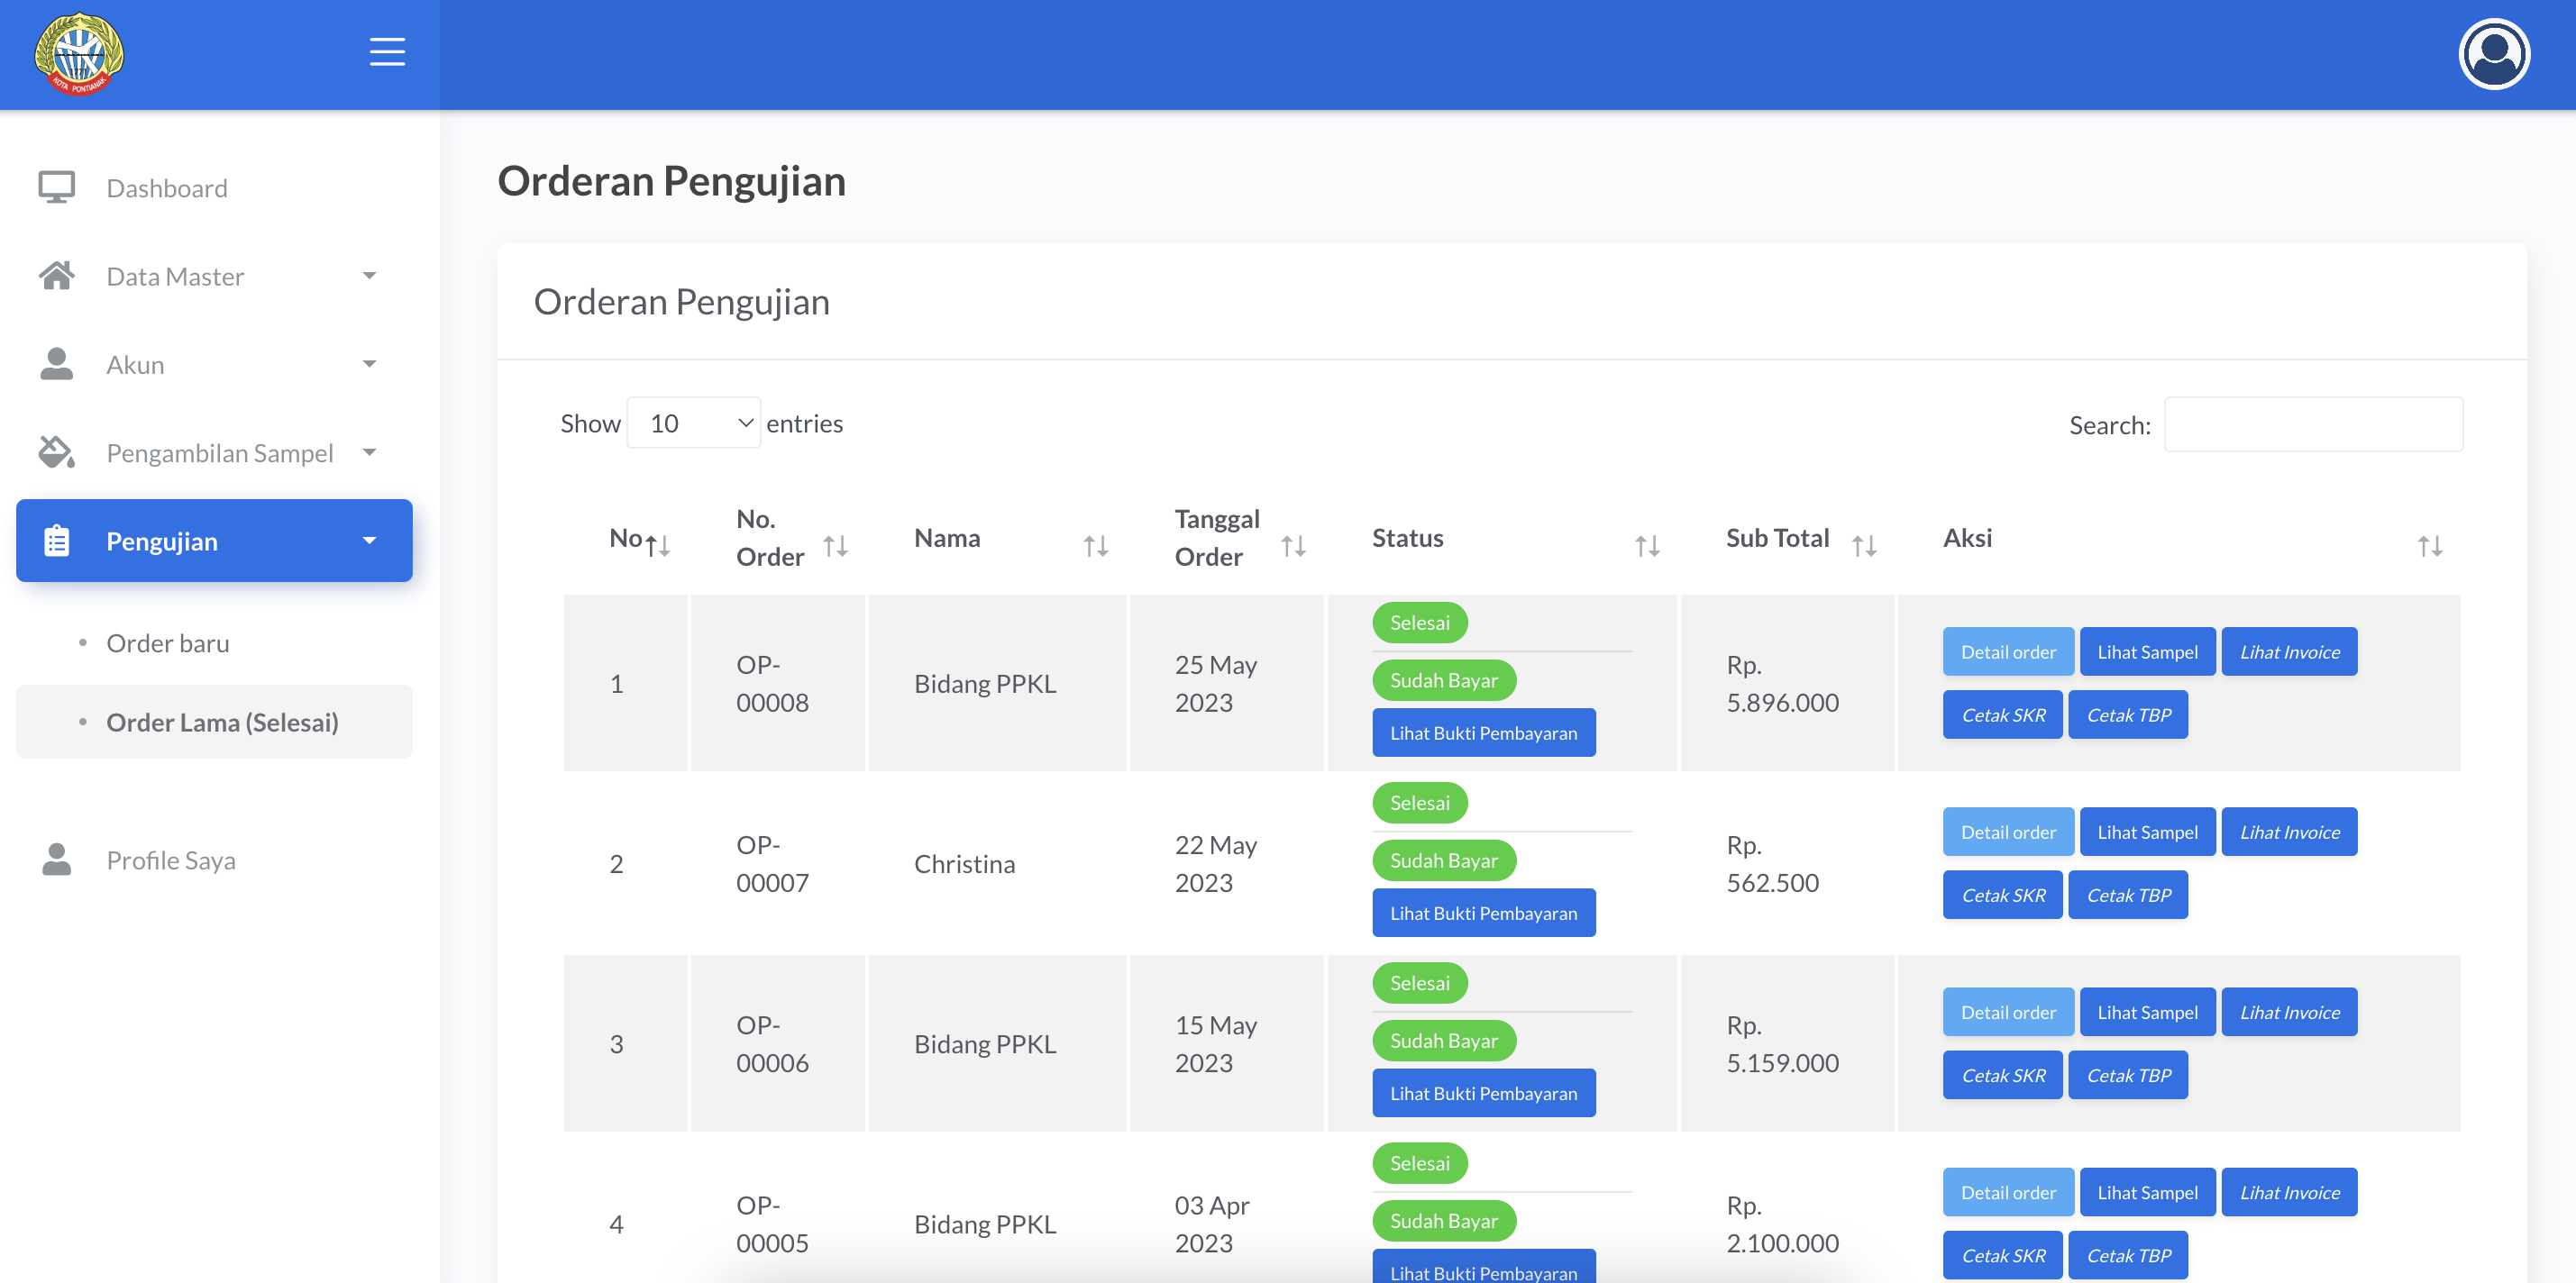 KOTA PONTIANAK
Dashboard
Data Master
Akun
Pengambilan Sampel
Pengujian
Order baru
Order Lama (Selesai)
Profile Saya
Orderan Pengujian
Orderan Pengujian
Show 10 entries
Search:
No No. Order Nama Tanggal Order Status Sub Total Aksi
1 OP-00008 Bidang PPKL 25 May 2023 Selesai Sudah Bayar Lihat Bukti Pembayaran Rp. 5.896.000 Detail order Lihat Sampel Lihat Invoice Cetak SKR Cetak TBP
2 OP-00007 Christina 22 May 2023 Selesai Sudah Bayar Lihat Bukti Pembayaran Rp. 562.500 Detail order Lihat Sampel Lihat Invoice Cetak SKR Cetak TBP
3 OP-00006 Bidang PPKL 15 May 2023 Selesai Sudah Bayar Lihat Bukti Pembayaran Rp. 5.159.000 Detail order Lihat Sampel Lihat Invoice Cetak SKR Cetak TBP
4 OP-00005 Bidang PPKL 03 Apr 2023 Selesai Sudah Bayar Lihat Bukti Pembayaran Rp. 2.100.000 Detail order Lihat Sampel Lihat Invoice Cetak SKR Cetak TBP